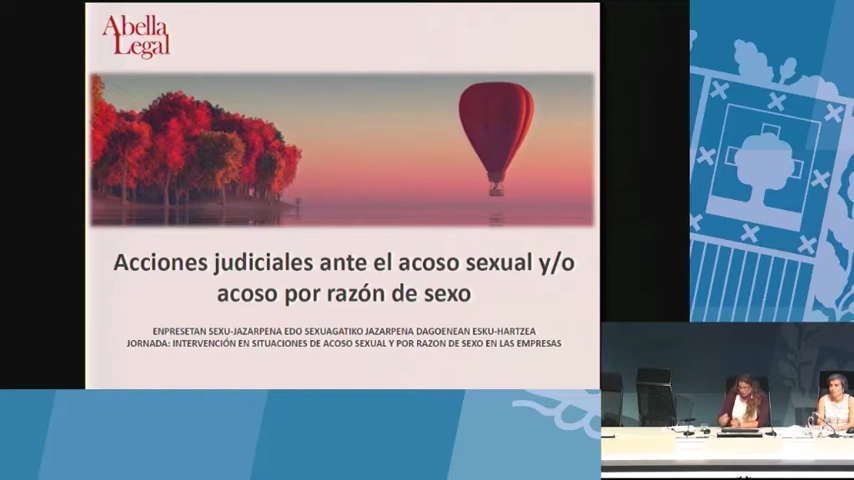 Abella
Legal
Acciones judiciales ante el acoso sexual y/o
acoso por razón de sexo
ENPRESETAN SEXU-JAZARPENA EDO SEXUAGATIKO JAZARPENA DAGOENEAN ESKU-HARTZEA
JORNADA: INTERVENCIÓN EN SITUACIONES DE ACOSO SEXUAL Y POR RAZON DE SEXO EN LAS EMPRESAS